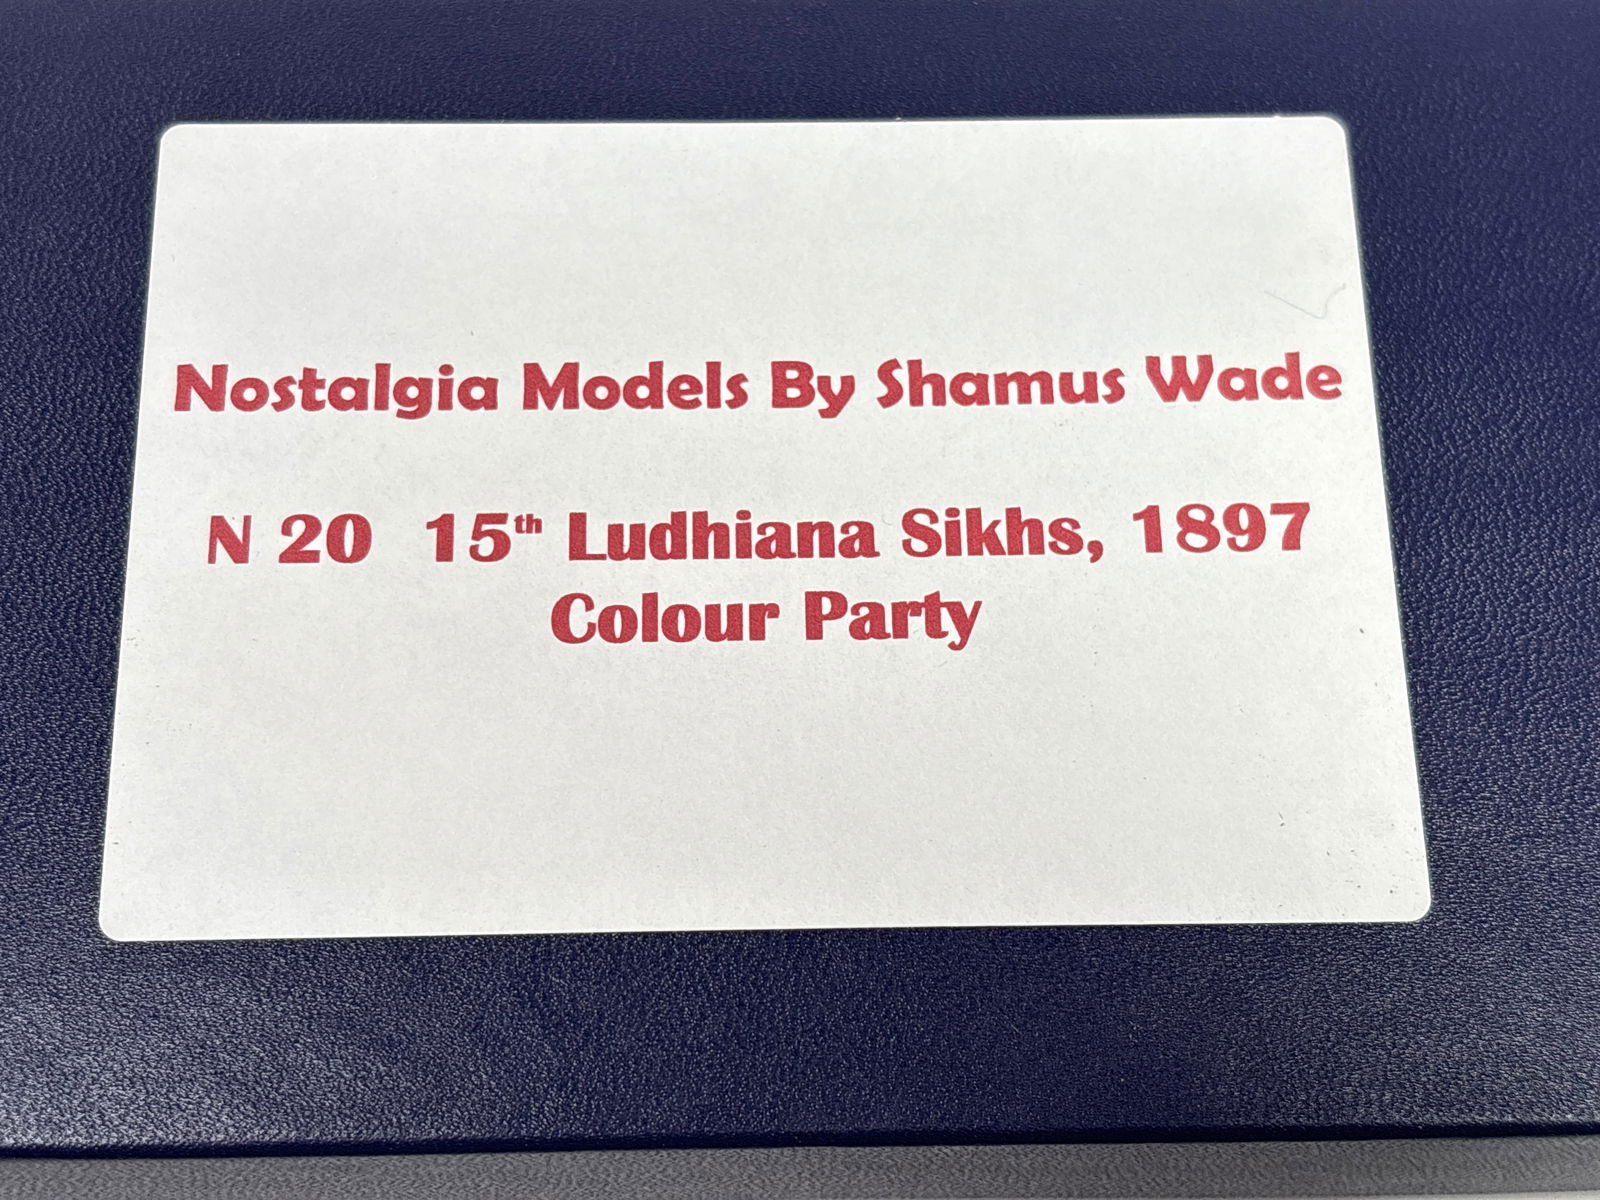 Nostalgia Models By Shamus Wade
N 20 15th Ludhiana Sikhs, 1897
Colour Party